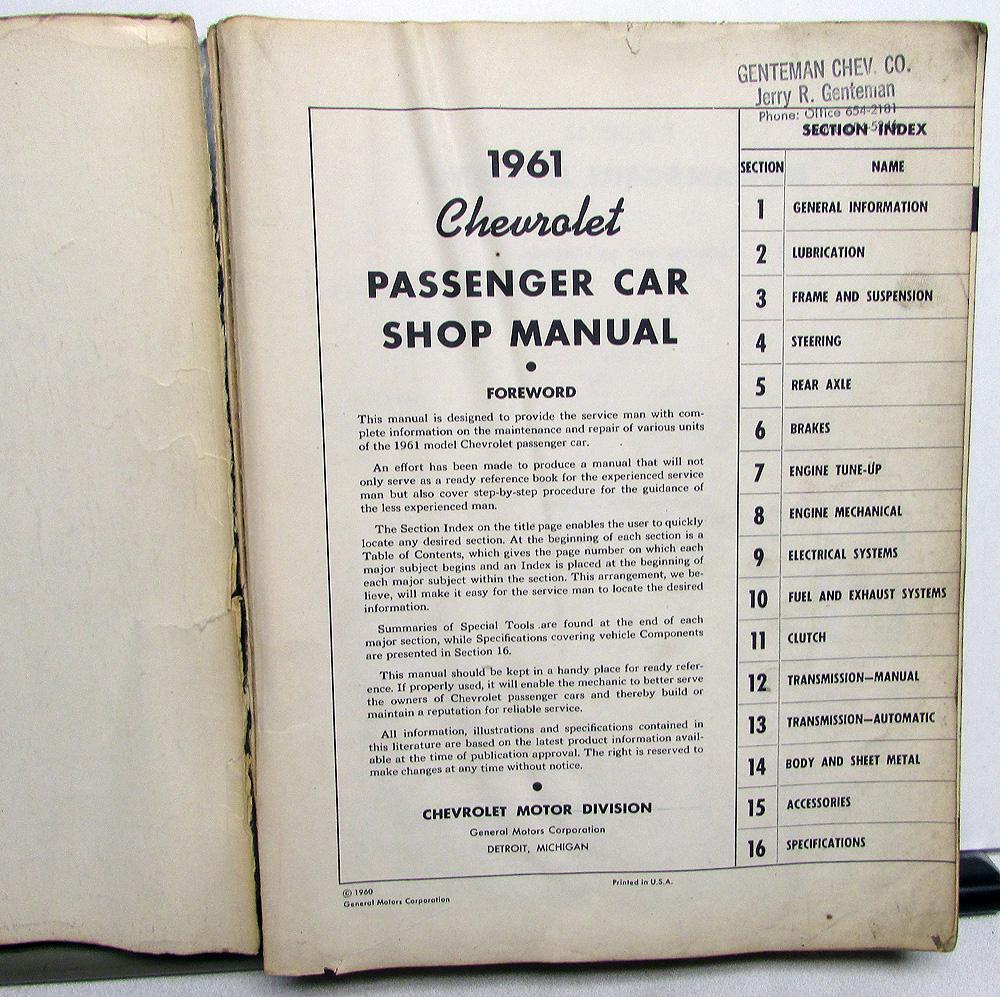 GENTEMAN CHEV. CO.
Jerry R. Genteman
Phone: Office 654-2181
1961
Chevrolet
PASSENGER CAR
SHOP MANUAL
FOREWORD
This manual is designed to provide the service man with com-
plete information on the maintenance and repair of various units
of the 1961 model Chevrolet passenger car.
An effort has been made to produce a manual that will not
only serve as a ready reference book for the experienced service
man but also cover step-by-step procedure for the guidance of
the less experienced man.
The Section Index on the title page enables the user to quickly
locate any desired section. At the beginning of each section is a
Table of Contents, which gives the page number on which each
major subject begins and an Index is placed at the beginning of
each major subject within the section. This arrangement, we be-
lieve, will make it easy for the service man to locate the desired
information.
Summaries of Special Tools are found at the end of each
major section, while Specifications covering vehicle Components
are presented in Section 16.
This manual should be kept in a handy place for ready refer-
ence. If properly used, it will enable the mechanic to better serve
the owners of Chevrolet passenger cars and thereby build or
maintain a reputation for reliable service.
All information, illustrations and specifications contained in
this literature are based on the latest product information avail-
able at the time of publication approval. The right is reserved to
make changes at any time without notice.
CHEVROLET MOTOR DIVISION
General Motors Corporation
DETROIT, MICHIGAN
SECTION INDEX
SECTION NAME
1 GENERAL INFORMATION
2 LUBRICATION
3 FRAME AND SUSPENSION
4 STEERING
5 REAR AXLE
6 BRAKES
7 ENGINE TUNE-UP
8 ENGINE MECHANICAL
9 ELECTRICAL SYSTEMS
10 FUEL AND EXHAUST SYSTEMS
11 CLUTCH
12 TRANSMISSION—MANUAL
13 TRANSMISSION—AUTOMATIC
14 BODY AND SHEET METAL
15 ACCESSORIES
16 SPECIFICATIONS
© 1960
General Motors Corporation
Printed in U.S.A.